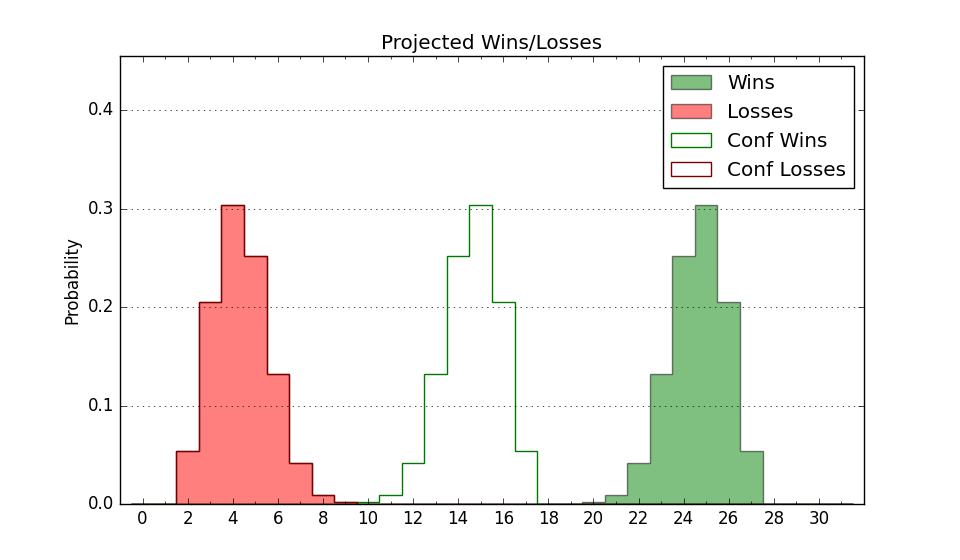 Projected Wins/Losses
Wins
Losses
Conf Wins
Conf Losses
Probability
0.4
0.3
0.2
0.1
0.0
0 2 4 6 8 10 12 14 16 18 20 22 24 26 28 30